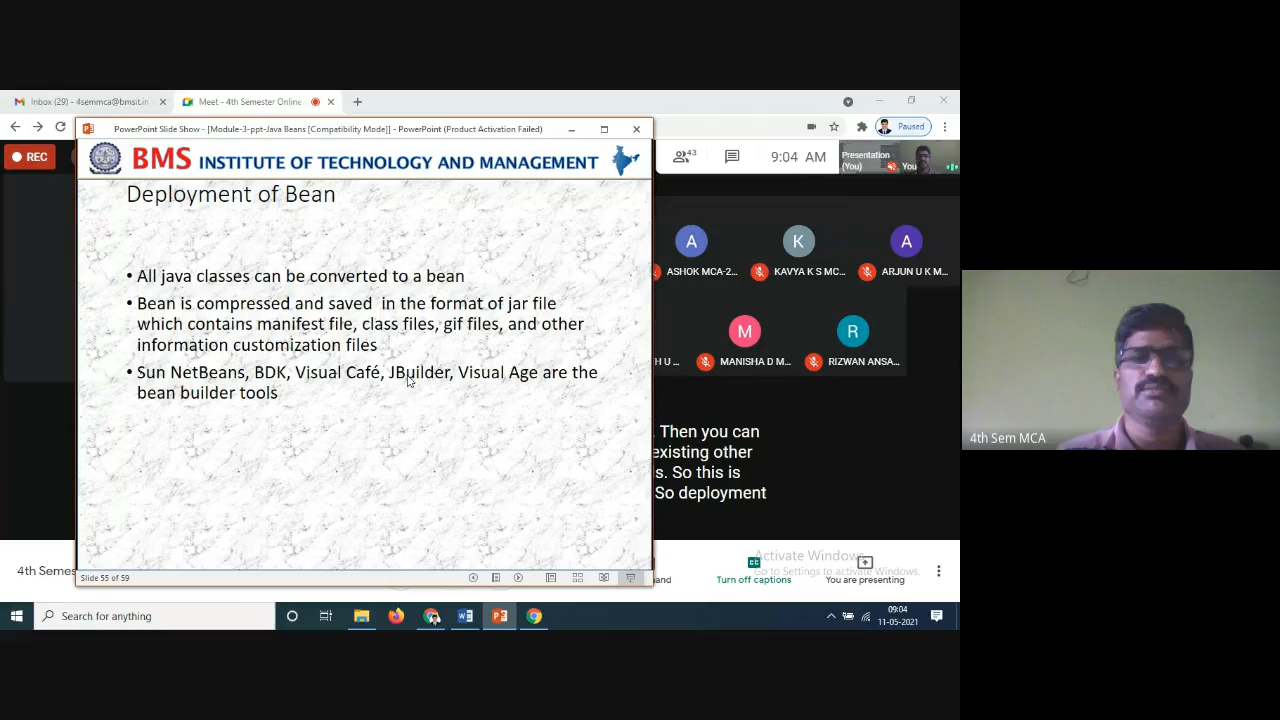 Inbox (29) - 4semmca@bmsit.in
Meet - 4th Semester Online
Paused
PowerPoint Slide Show - [Module-3-ppt-Java Beans [Compatibility Mode]] - PowerPoint (Product Activation Failed)
REC
BMS INSTITUTE OF TECHNOLOGY AND MANAGEMENT
43
9:04 AM
Presentation
(You)
You
Deployment of Bean
• All java classes can be converted to a bean
• Bean is compressed and saved in the format of jar file
which contains manifest file, class files, gif files, and other
information customization files
• Sun NetBeans, BDK, Visual Café, JBuilder, Visual Age are the
bean builder tools
A
K
A
ASHOK MCA-2...
KAVYA K S MC...
ARJUN U K M...
M
R
H U ...
MANISHA D M...
RIZWAN ANSA...
. Then you can
existing other
s. So this is
So deployment
4th Sem MCA
Slide 55 of 59
4th Semes
and
CC
Turn off captions
You are presenting
Activate Windows
Go to Settings to activate Windows.
Search for anything
09:04
11-05-2021